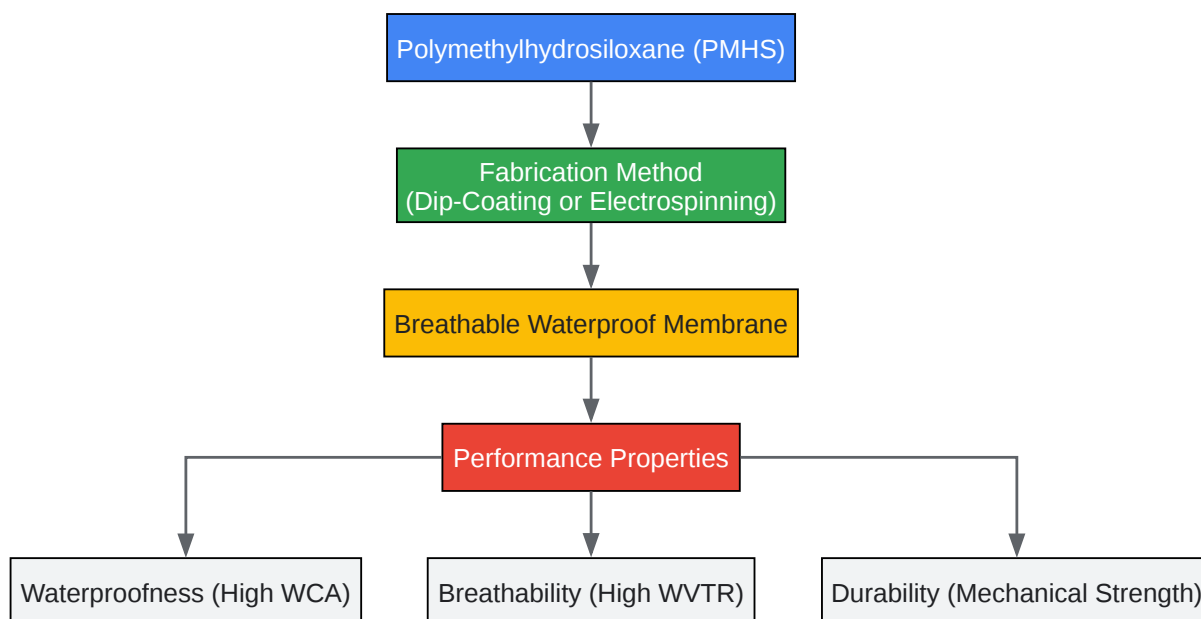 Polymethylhydrosiloxane (PMHS)
Fabrication Method
(Dip-Coating or Electrospinning)
Breathable Waterproof Membrane
Performance Properties
Waterproofness (High WCA)
Breathability (High WVTR)
Durability (Mechanical Strength)